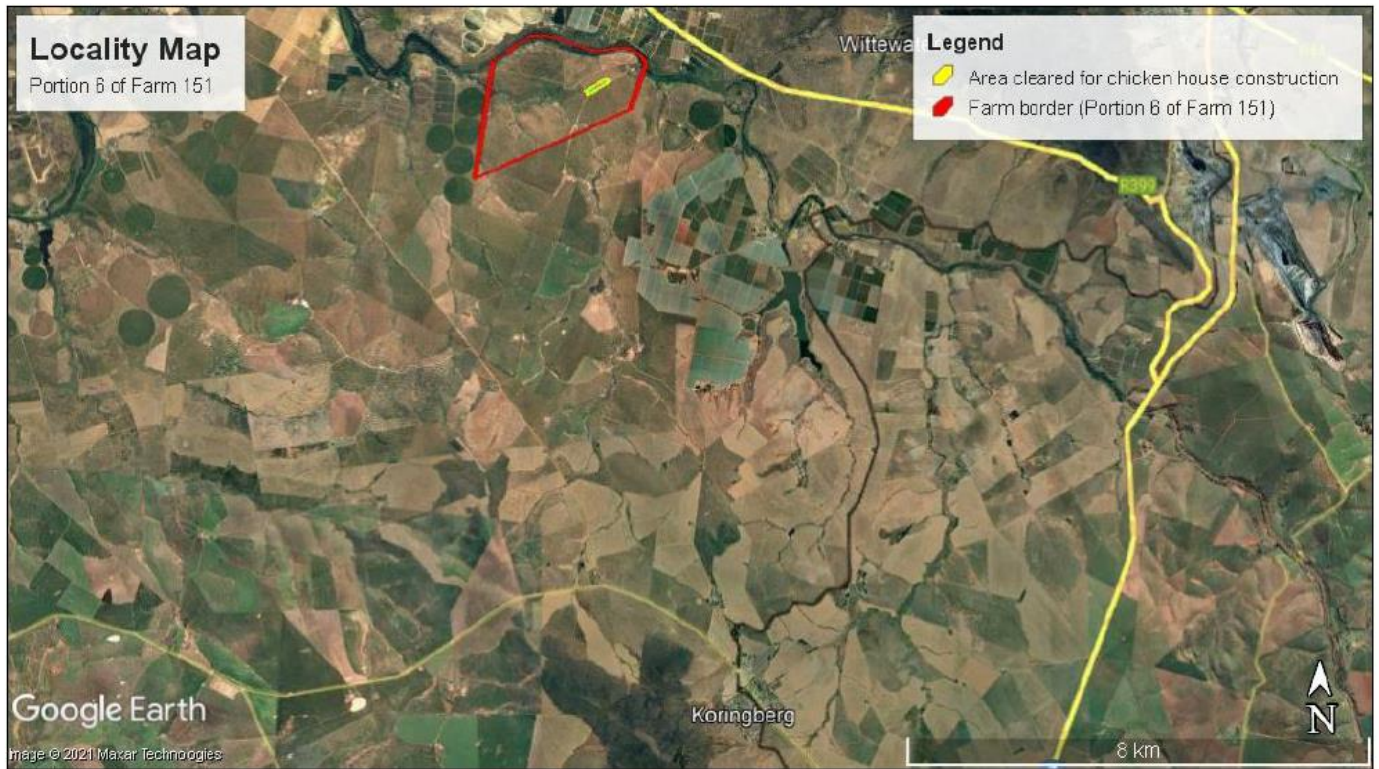 Locality Map
Portion 6 of Farm 151
Legend
Area cleared for chicken house construction
Farm border (Portion 6 of Farm 151)
R399
Koringberg
N
8 km
Google Earth
Image © 2021 Maxar Technologies